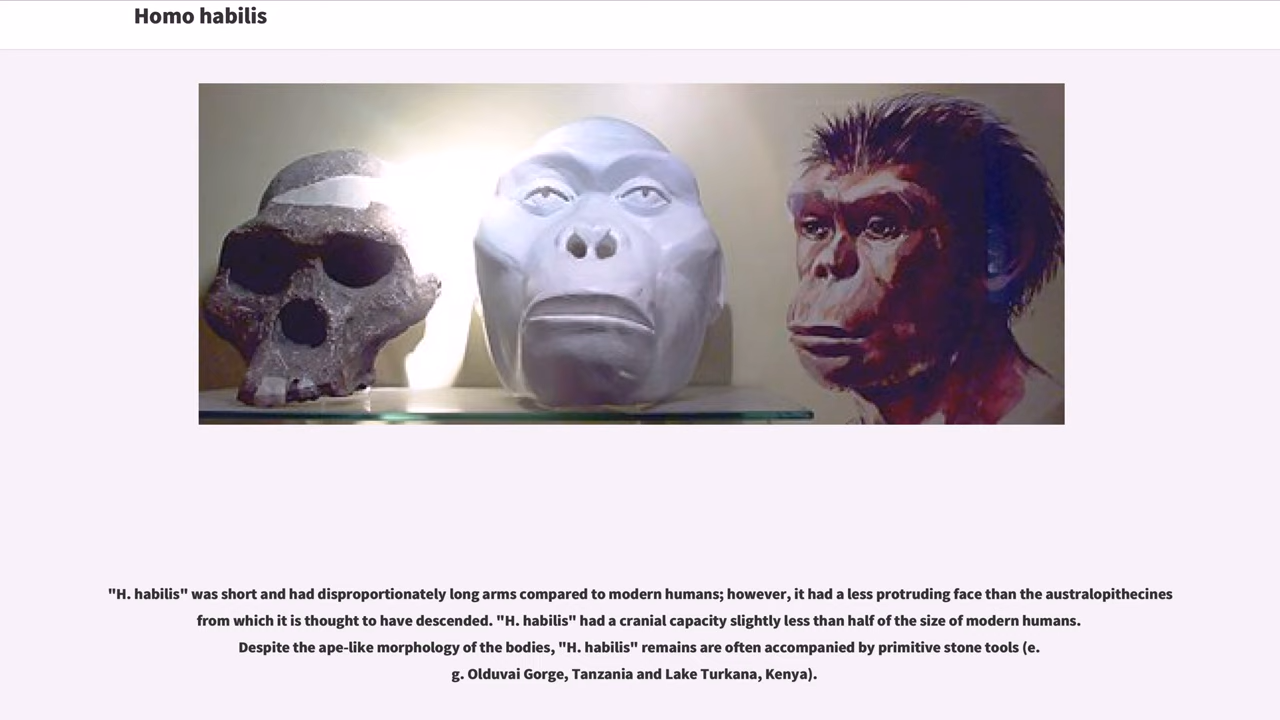 Homo habilis
"H. habilis" was short and had disproportionately long arms compared to modern humans; however, it had a less protruding face than the australopithecines
from which it is thought to have descended. "H. habilis" had a cranial capacity slightly less than half of the size of modern humans.
Despite the ape-like morphology of the bodies, "H. habilis" remains are often accompanied by primitive stone tools (e.
g. Olduvai Gorge, Tanzania and Lake Turkana, Kenya).